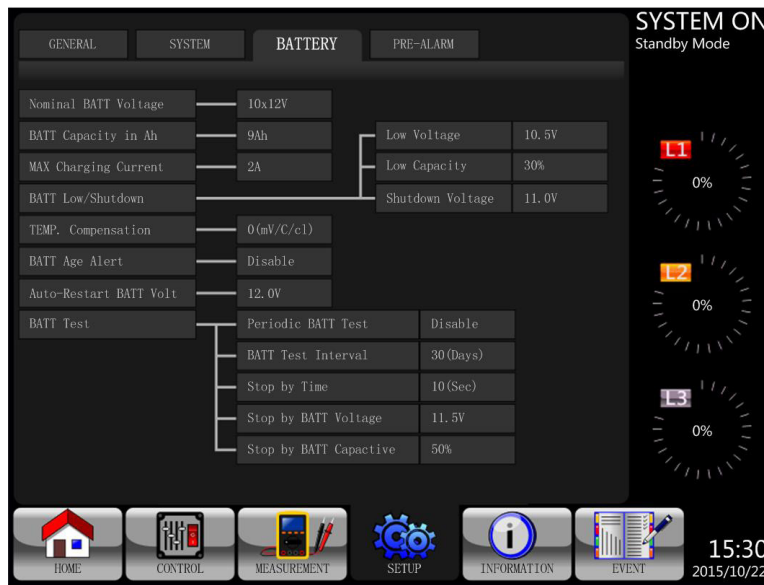 SYSTEM ON
Standby Mode
GENERAL SYSTEM BATTERY PRE-ALARM
Nominal BATT Voltage 10x12V
BATT Capacity in Ah 9Ah Low Voltage 10.5V
MAX Charging Current 2A Low Capacity 30%
BATT Low/Shutdown Shutdown Voltage 11.0V
TEMP. Compensation 0(mV/C/cl)
BATT Age Alert Disable
Auto-Restart BATT Volt 12.0V
BATT Test Periodic BATT Test Disable
BATT Test Interval 30(Days)
Stop by Time 10(Sec)
Stop by BATT Voltage 11.5V
Stop by BATT Capactive 50%
L1
0%
L2
0%
L3
0%
HOME CONTROL MEASUREMENT SETUP INFORMATION EVENT
15:30
2015/10/22